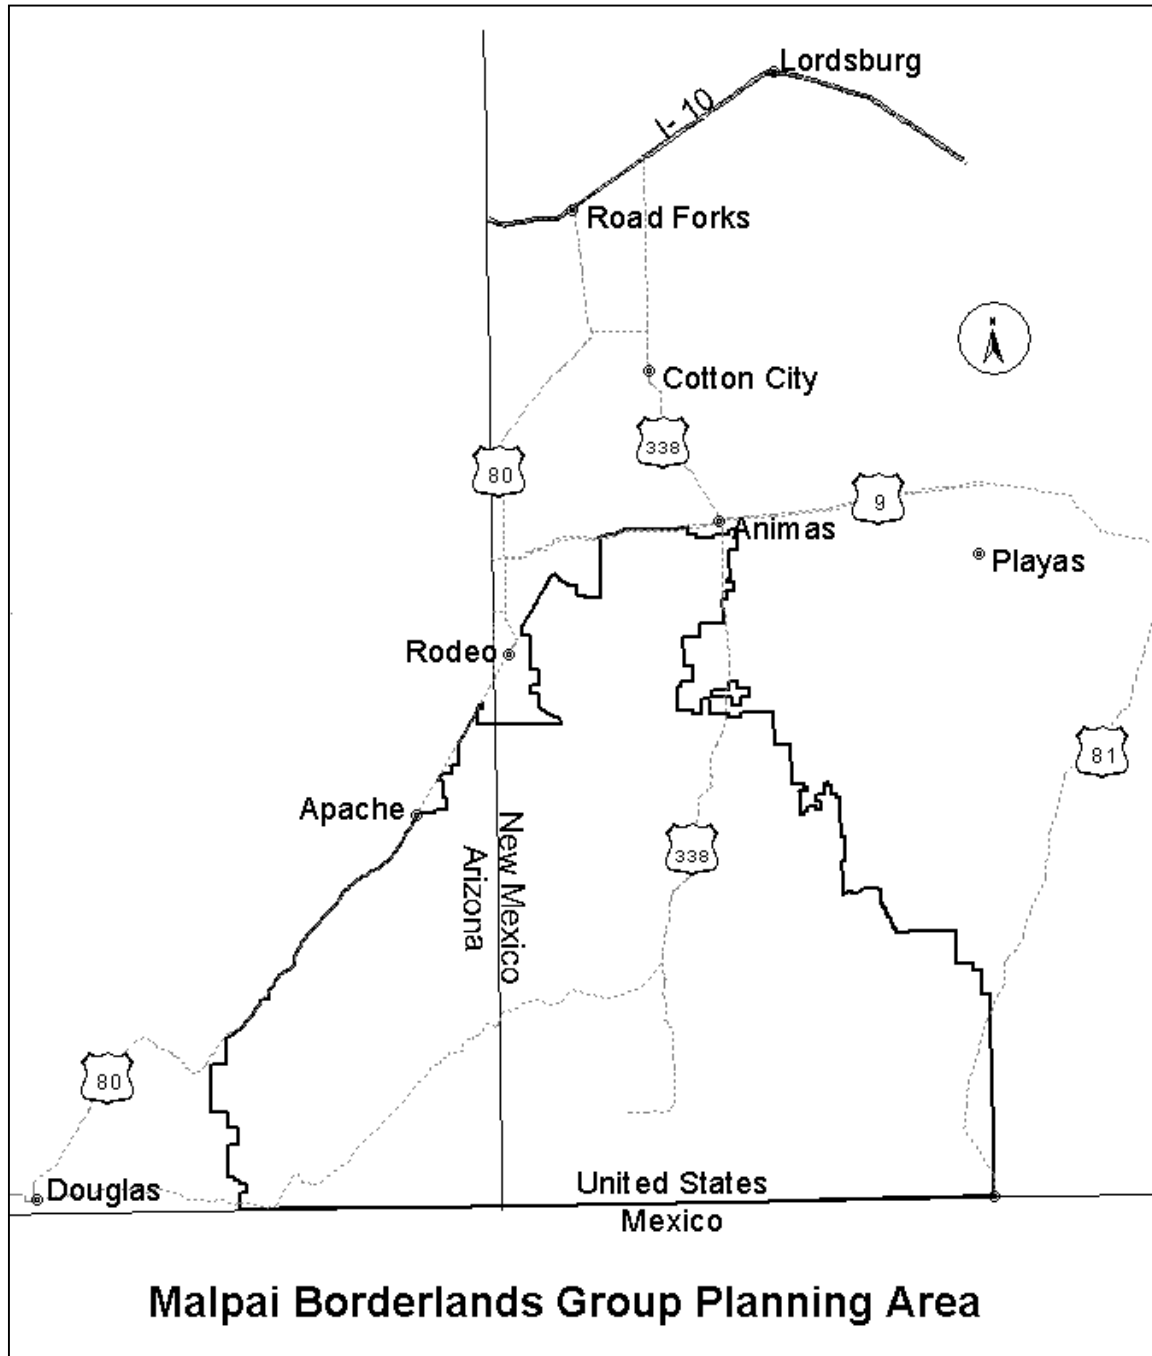 Lordsburg
I-10
Road Forks
N
Cotton City
338
80
9
Animas
Playas
Rodeo
81
Apache
New Mexico
Arizona
338
80
Douglas
United States
Mexico
Malpai Borderlands Group Planning Area